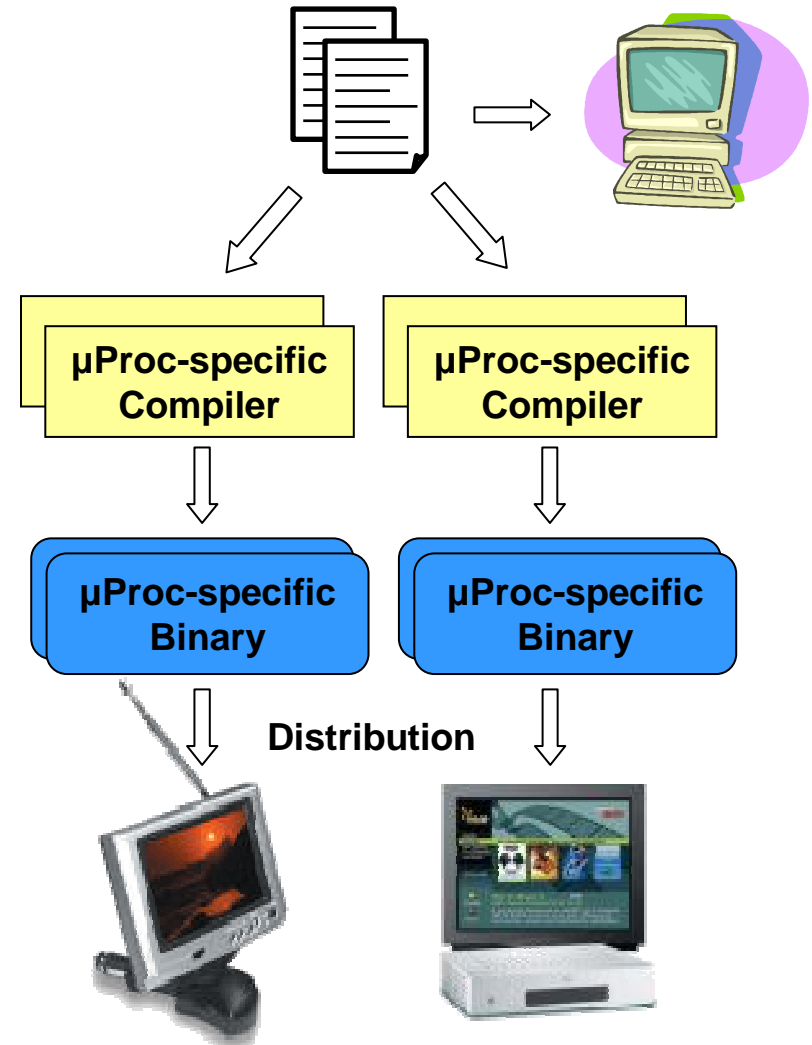 µProc-specific
Compiler
µProc-specific
Compiler
µProc-specific
Binary
µProc-specific
Binary
Distribution